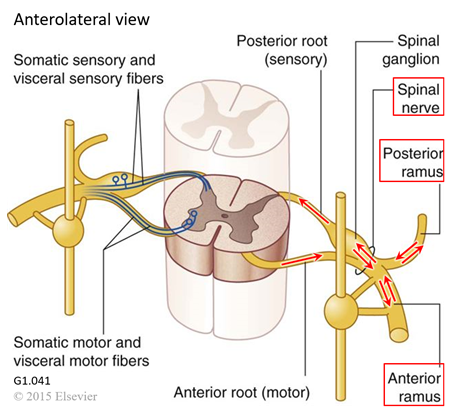 Anterolateral view
Somatic sensory and
visceral sensory fibers
Posterior root
(sensory)
Spinal
ganglion
Spinal
nerve
Posterior
ramus
Somatic motor and
visceral motor fibers
G1.041
© 2015 Elsevier
Anterior root (motor)
Anterior
ramus